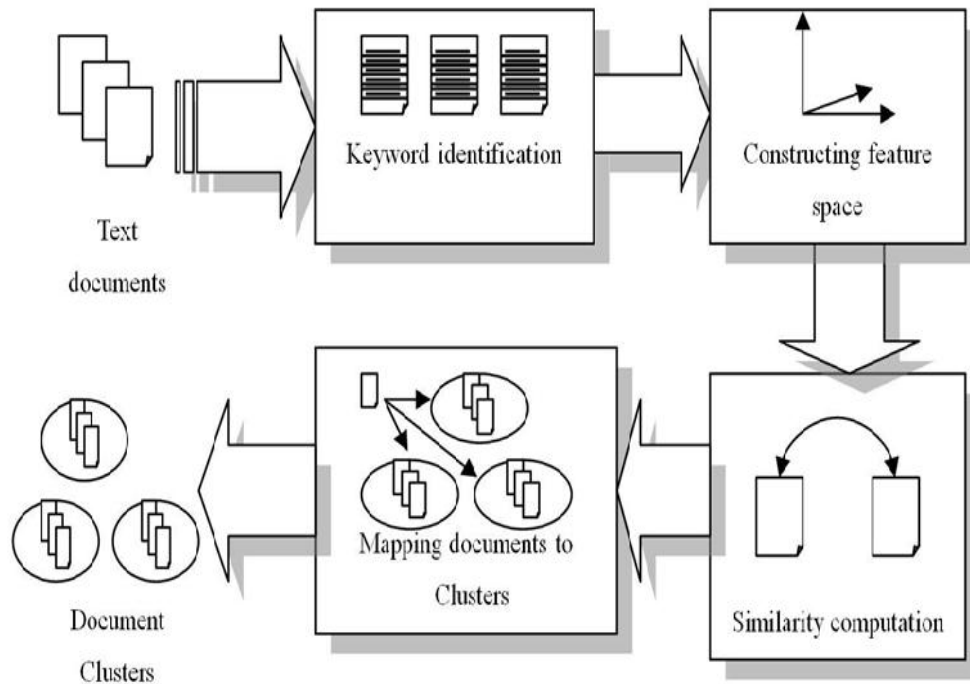 Keyword identification
Constructing feature
space
Text
documents
Mapping documents to
Clusters
Similarity computation
Document
Clusters